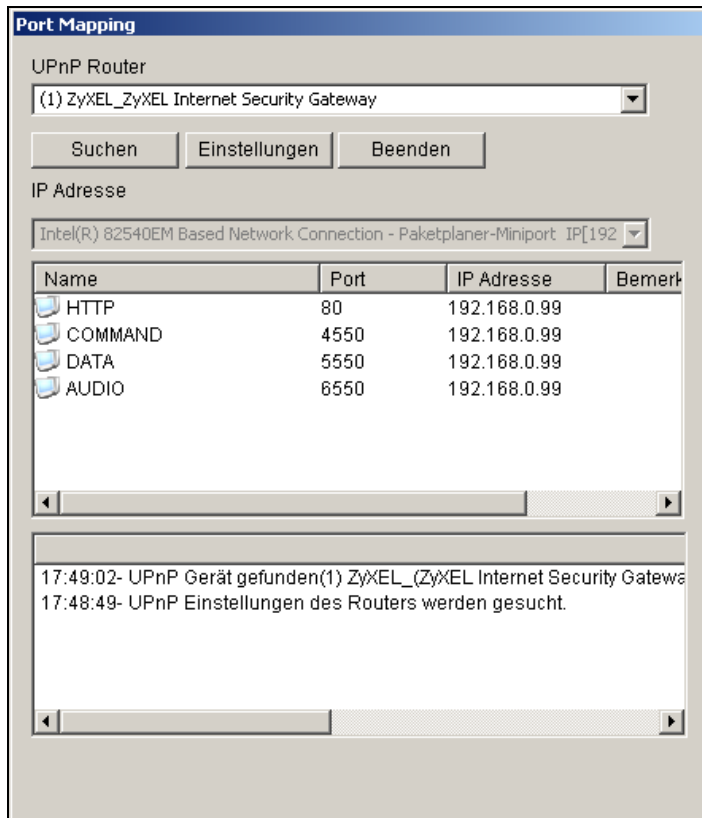 Port Mapping
UPnP Router
(1) ZyXEL_ZyXEL Internet Security Gateway
Suchen Einstellungen Beenden
IP Adresse
Intel(R) 82540EM Based Network Connection - Paketplaner-Miniport IP[192
Name Port IP Adresse Bemerk
HTTP 80 192.168.0.99
COMMAND 4550 192.168.0.99
DATA 5550 192.168.0.99
AUDIO 6550 192.168.0.99
17:49:02- UPnP Gerät gefunden(1) ZyXEL_(ZyXEL Internet Security Gatewa
17:48:49- UPnP Einstellungen des Routers werden gesucht.